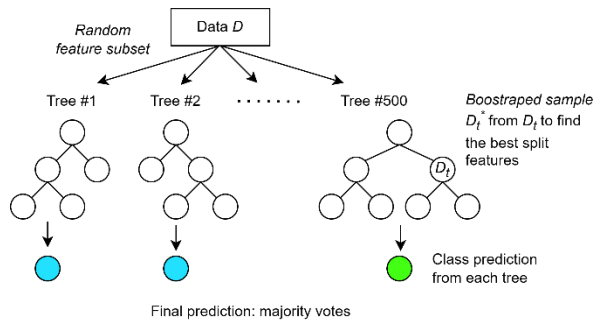 Random
feature subset
Data D
Tree #1
Tree #2
.......
Tree #500
Boostraped sample
D_t^* from D_t to find
the best split
features
D_t
Class prediction
from each tree
Final prediction: majority votes